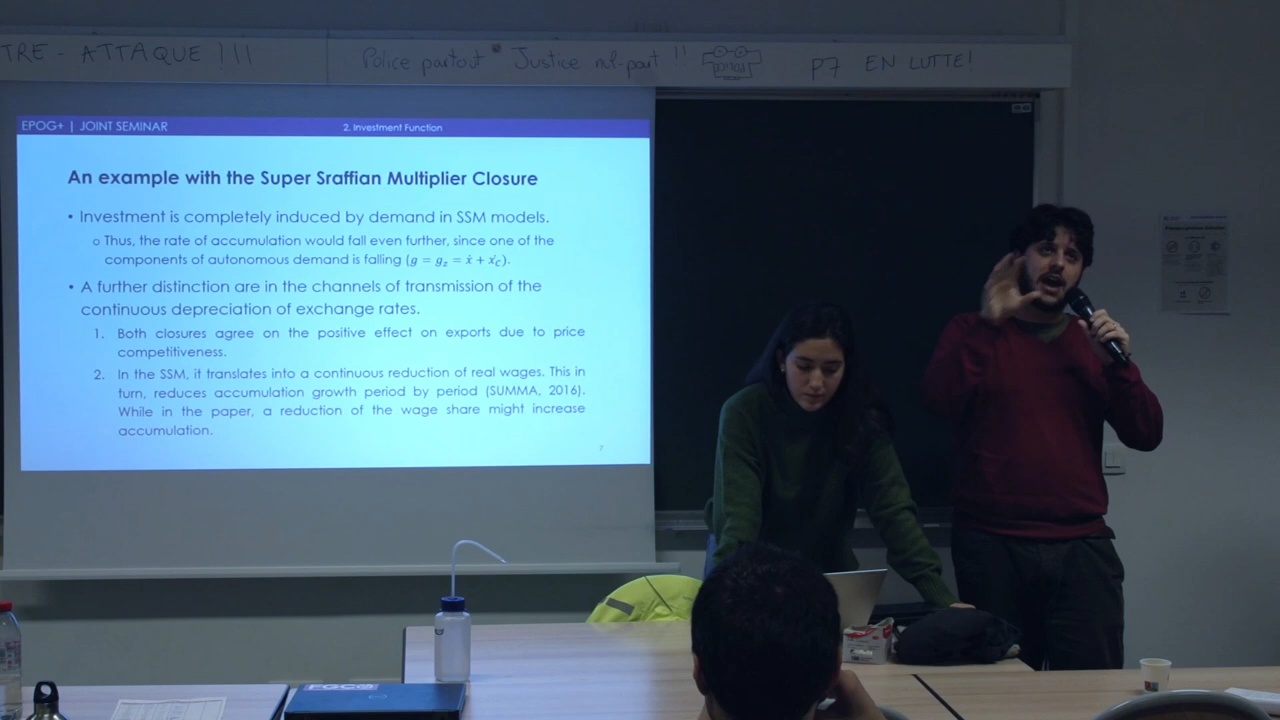 TRE - ATTAQUE !!!
Police partout Justice nul-part !!
P7 EN LUTTE!
EPOG+ | JOINT SEMINAR
2. Investment Function
An example with the Super Sraffian Multiplier Closure
• Investment is completely induced by demand in SSM models.
o Thus, the rate of accumulation would fall even further, since one of the
components of autonomous demand is falling (g = g_z = ẋ + ẋ_C).
• A further distinction are in the channels of transmission of the
continuous depreciation of exchange rates.
1. Both closures agree on the positive effect on exports due to price
competitiveness.
2. In the SSM, it translates into a continuous reduction of real wages. This in
turn, reduces accumulation growth period by period (SUMMA, 2016).
While in the paper, a reduction of the wage share might increase
accumulation.
7